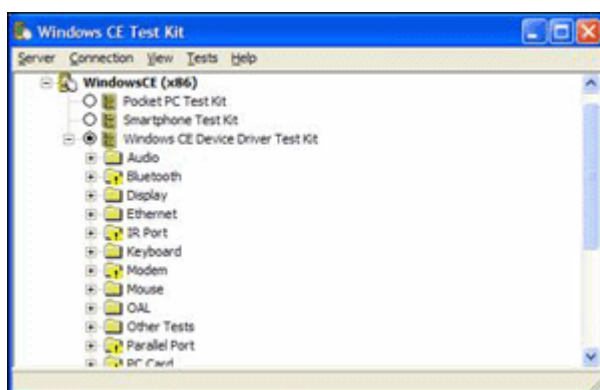 Windows CE Test Kit
Server Connection View Tests Help
WindowsCE (x86)
Pocket PC Test Kit
Smartphone Test Kit
Windows CE Device Driver Test Kit
Audio
Bluetooth
Display
Ethernet
IR Port
Keyboard
Modem
Mouse
OAL
Other Tests
Parallel Port
PC Card